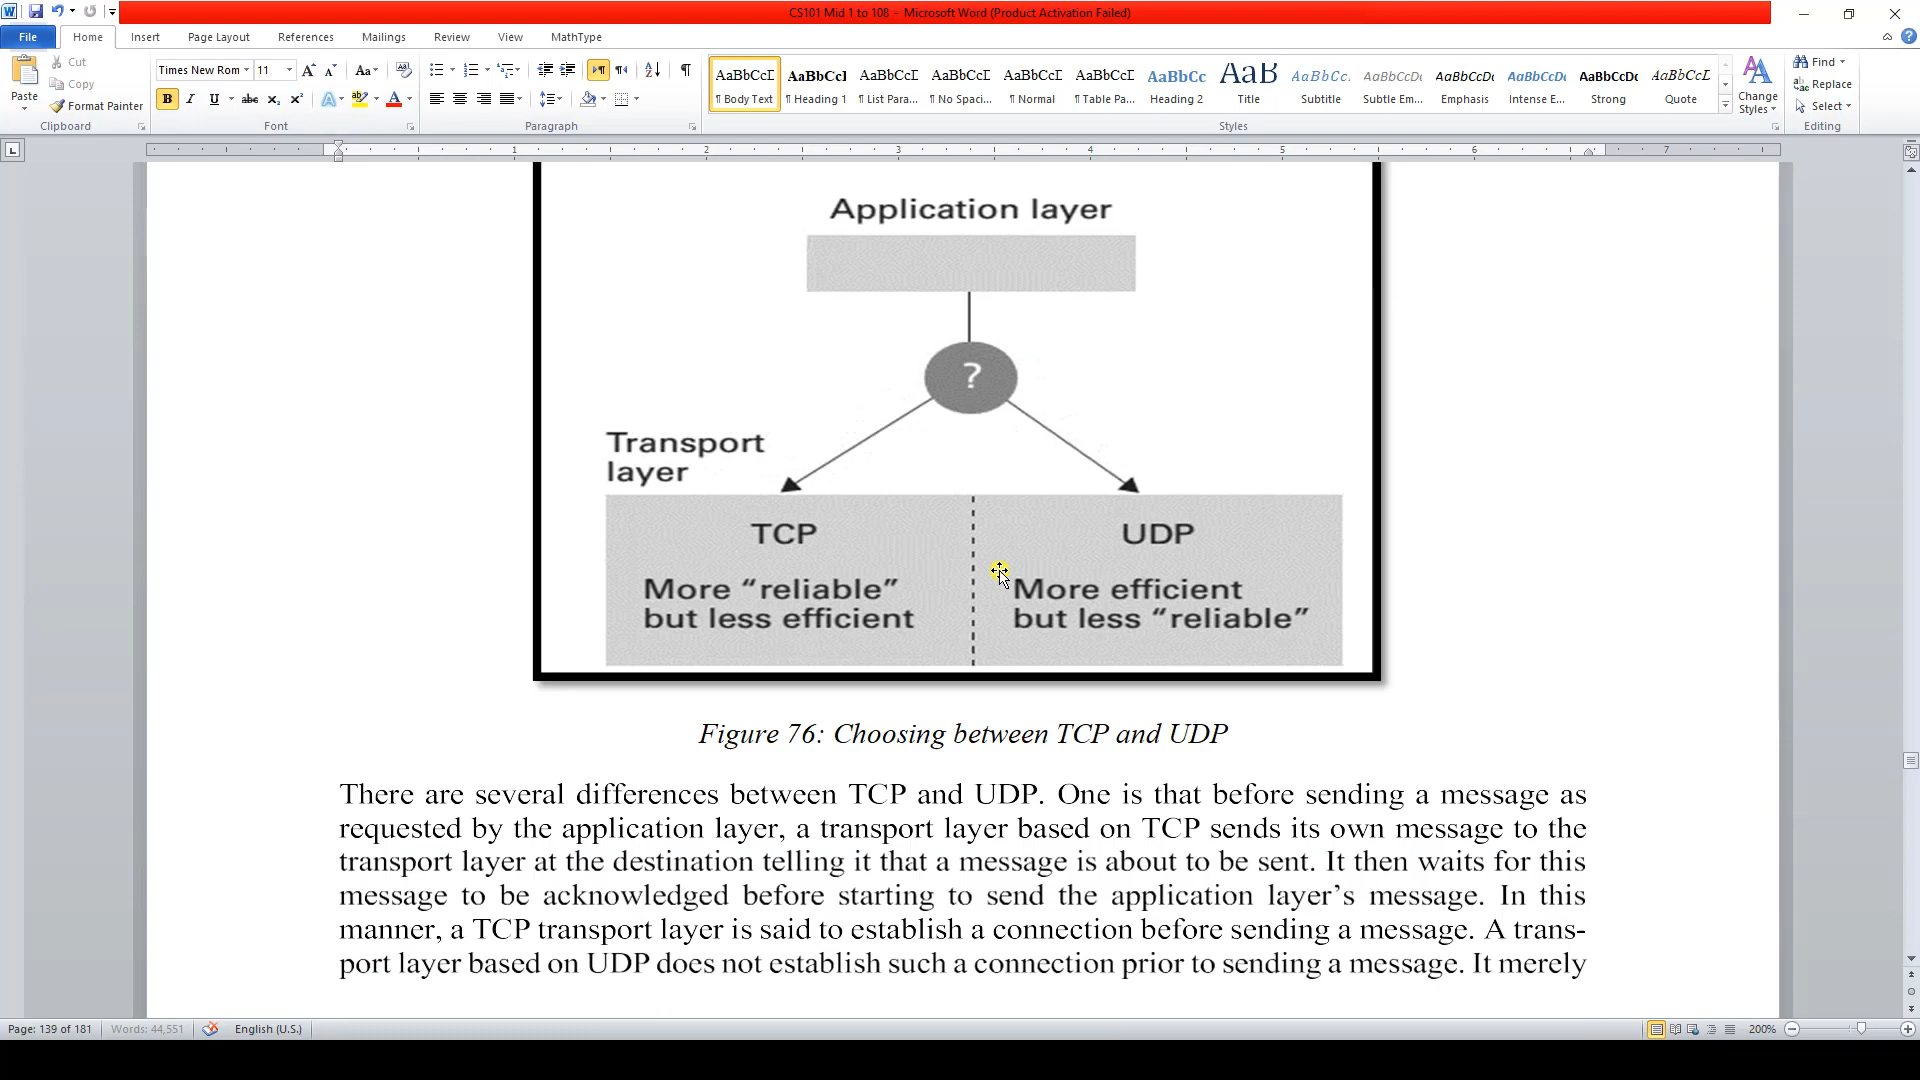 CS101 Mid 1 to 108 - Microsoft Word (Product Activation Failed)
File Home Insert Page Layout References Mailings Review View MathType
Paste
Cut
Copy
Format Painter
Clipboard
Times New Rom 11
Font
Paragraph
AaBbCcI AaBbCcI AaBbCcI AaBbCcI AaBbCcI AaBbCcI AaBbCc AaB AaBbCc. AaBbCcDc AaBbCcDc AaBbCcDc AaBbCcDc AaBbCcL
¶ Body Text ¶ Heading 1 ¶ List Para... ¶ No Spaci... ¶ Normal ¶ Table Pa... Heading 2 Title Subtitle Subtle Em... Emphasis Intense E... Strong Quote
Styles
Change
Styles
Find
Replace
Select
Editing
1 2 3 4 5 6 7
Application layer
?
Transport
layer
TCP
More “reliable”
but less efficient
UDP
More efficient
but less “reliable”
Figure 76: Choosing between TCP and UDP
There are several differences between TCP and UDP. One is that before sending a message as
requested by the application layer, a transport layer based on TCP sends its own message to the
transport layer at the destination telling it that a message is about to be sent. It then waits for this
message to be acknowledged before starting to send the application layer’s message. In this
manner, a TCP transport layer is said to establish a connection before sending a message. A trans-
port layer based on UDP does not establish such a connection prior to sending a message. It merely
Page: 139 of 181 Words: 44,551 English (U.S.) 200%